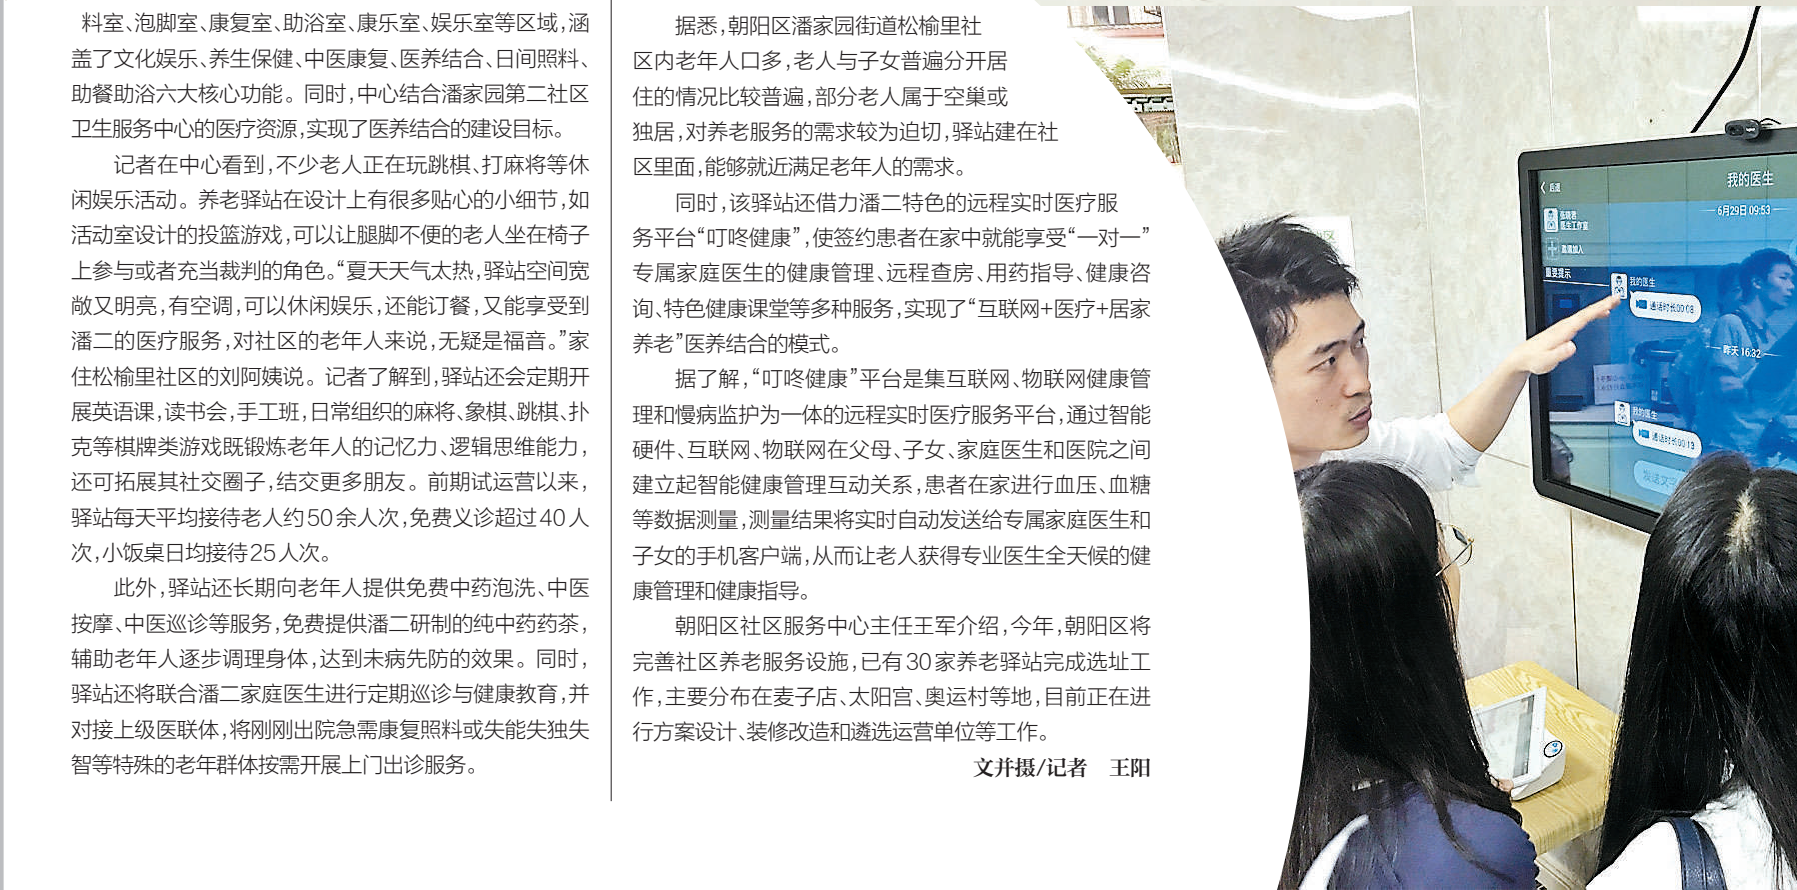 料室、泡脚室、康复室、助浴室、康乐室、娱乐室等区域，涵
盖了文化娱乐、养生保健、中医康复、医养结合、日间照料、
助餐助浴六大核心功能。同时，中心结合潘家园第二社区
卫生服务中心的医疗资源，实现了医养结合的建设目标。
记者在中心看到，不少老人正在玩跳棋、打麻将等休
闲娱乐活动。养老驿站在设计上有很多贴心的小细节，如
活动室设计的投篮游戏，可以让腿脚不便的老人坐在椅子
上参与或者充当裁判的角色。“夏天天气太热，驿站空间宽
敞又明亮，有空调，可以休闲娱乐，还能订餐，又能享受到
潘二的医疗服务，对社区的老年人来说，无疑是福音。”家
住松榆里社区的刘阿姨说。记者了解到，驿站还会定期开
展英语课，读书会，手工班，日常组织的麻将、象棋、跳棋、扑
克等棋牌类游戏既锻炼老年人的记忆力、逻辑思维能力，
还可拓展其社交圈子，结交更多朋友。前期试运营以来，
驿站每天平均接待老人约50余人次，免费义诊超过40人
次，小饭桌日均接待25人次。
此外，驿站还长期向老年人提供免费中药泡洗、中医
按摩、中医巡诊等服务，免费提供潘二研制的纯中药药茶，
辅助老年人逐步调理身体，达到未病先防的效果。同时，
驿站还将联合潘二家庭医生进行定期巡诊与健康教育，并
对接上级医联体，将刚刚出院急需康复照料或失能失独失
智等特殊的老年群体按需开展上门出诊服务。
据悉，朝阳区潘家园街道松榆里社
区内老年人口多，老人与子女普遍分开居
住的情况比较普遍，部分老人属于空巢或
独居，对养老服务的需求较为迫切，驿站建在社
区里面，能够就近满足老年人的需求。
同时，该驿站还借力潘二特色的远程实时医疗服
务平台“叮咚健康”，使签约患者在家中就能享受“一对一”
专属家庭医生的健康管理、远程查房、用药指导、健康咨
询、特色健康课堂等多种服务，实现了“互联网+医疗+居家
养老”医养结合的模式。
据了解，“叮咚健康”平台是集互联网、物联网健康管
理和慢病监护为一体的远程实时医疗服务平台，通过智能
硬件、互联网、物联网在父母、子女、家庭医生和医院之间
建立起智能健康管理互动关系，患者在家进行血压、血糖
等数据测量，测量结果将实时自动发送给专属家庭医生和
子女的手机客户端，从而让老人获得专业医生全天候的健
康管理和健康指导。
朝阳区社区服务中心主任王军介绍，今年，朝阳区将
完善社区养老服务设施，已有30家养老驿站完成选址工
作，主要分布在麦子店、太阳宫、奥运村等地，目前正在进
行方案设计、装修改造和遴选运营单位等工作。
文并摄/记者 王阳
后退
我的医生
6月29日 09:53
医生工作室
邀请加入
重要提示
我的医生
通话时长00:08
昨天 16:32
我的医生
通话时长00:13
发送文字